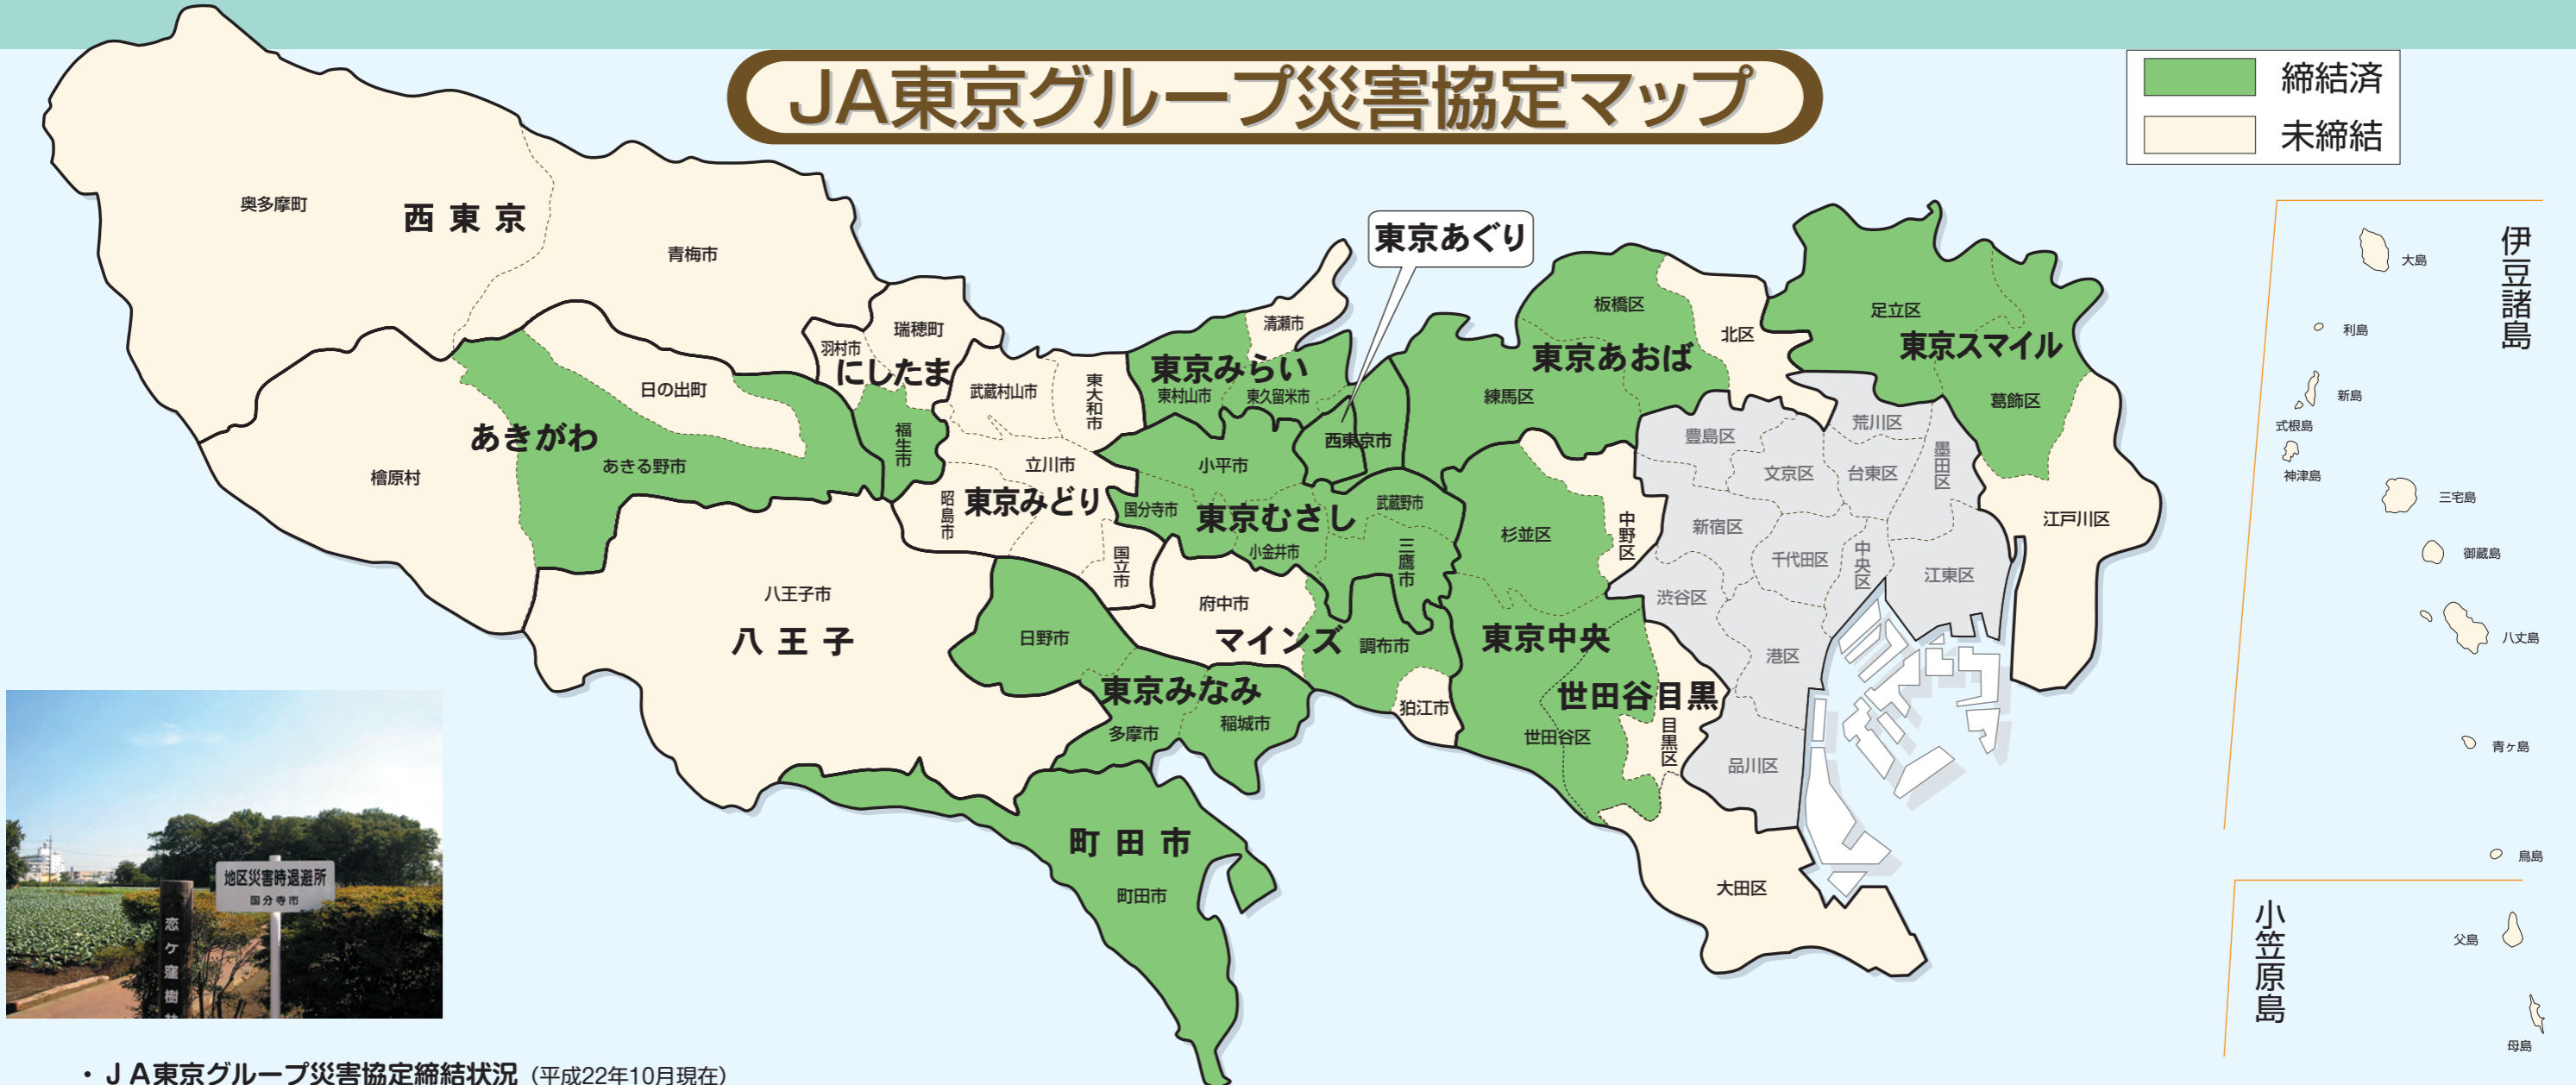 JA東京グループ災害協定マップ
締結済
未締結
奥多摩町
西東京
青梅市
東京あぐり
瑞穂町
羽村市
にしたま
福生市
檜原村
あきがわ
日の出町
あきる野市
武蔵村山市
東大和市
立川市
昭島市
東京みどり
国立市
清瀬市
東京みらい
東村山市
東久留米市
西東京市
小平市
国分寺市
東京むさし
武蔵野市
小金井市
三鷹市
板橋区
北区
東京あおば
練馬区
足立区
東京スマイル
葛飾区
江戸川区
豊島区
荒川区
文京区
台東区
墨田区
新宿区
千代田区
中央区
江東区
渋谷区
港区
品川区
杉並区
中野区
東京中央
世田谷目黒
世田谷区
目黒区
大田区
八王子市
八王子
日野市
府中市
マインズ
調布市
狛江市
東京みなみ
多摩市
稲城市
町田市
町田市
伊豆諸島
大島
利島
新島
式根島
神津島
三宅島
御蔵島
八丈島
青ヶ島
鳥島
小笠原島
父島
母島
地区災害時退避所
国分寺市
恋ケ窪樹
・JA東京グループ災害協定締結状況（平成22年10月現在）